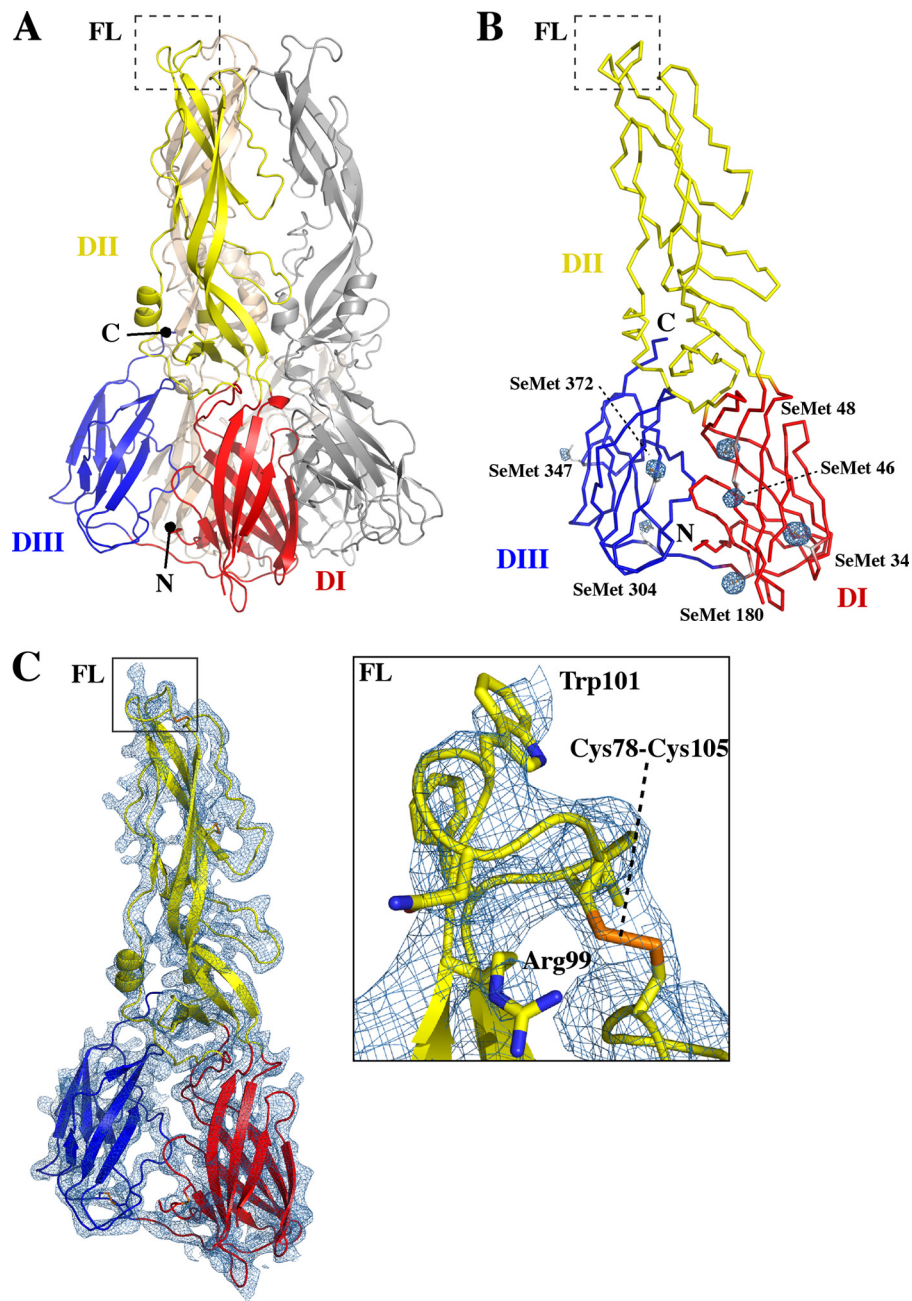 A
FL
DII
C
DIII
N
DI
B
FL
DII
C
SeMet 372
SeMet 48
SeMet 347
SeMet 46
N
DIII
SeMet 34
SeMet 304
SeMet 180
DI
C
FL
FL
Trp101
Cys78-Cys105
Arg99